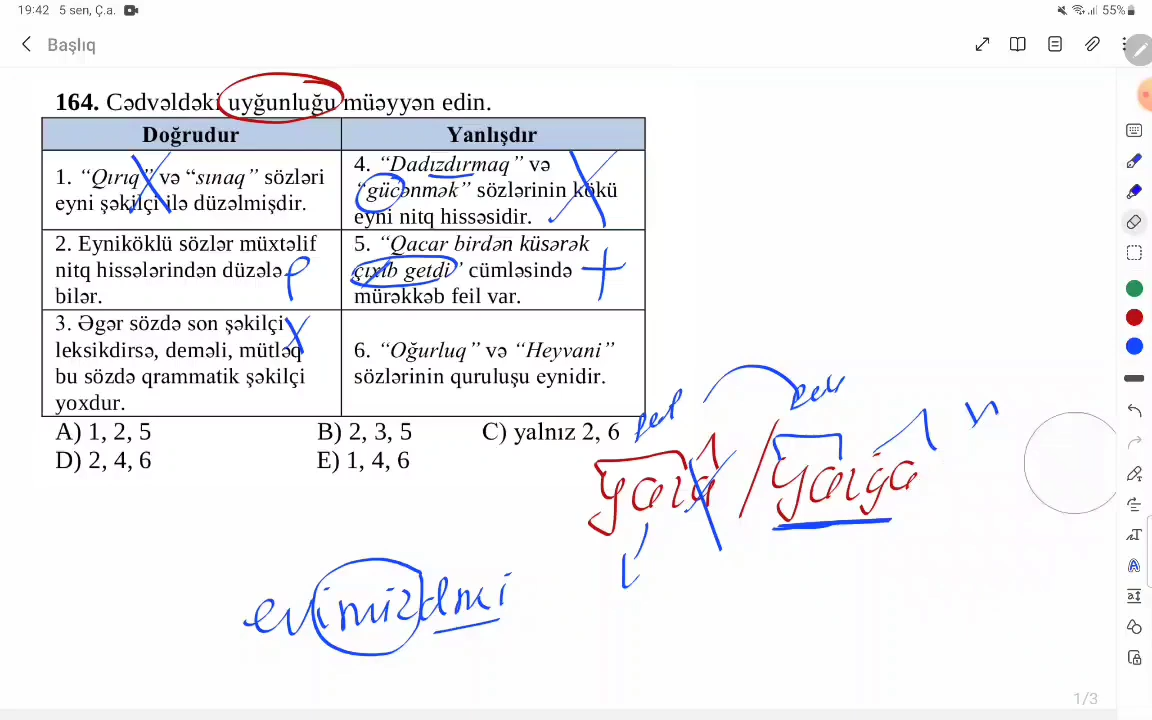 19:42 5 sen, Ç.a. 55%
Başlıq
164. Cədvəldəki uyğunluğu müəyyən edin.
Doğrudur
Yanlışdır
1. “Qırıq” və “sınaq” sözləri
eyni şəkilçi ilə düzəlmişdir.
4. “Dadızdırmaq” və
“gücənmək” sözlərinin kökü
eyni nitq hissəsidir.
2. Eyniköklü sözlər müxtəlif
nitq hissələrindən düzələ
bilər.
5. “Qacar birdən küsərək
çıxıb getdi” cümləsində
mürəkkəb feil var.
3. Əgər sözdə son şəkilçi
leksikdirsə, deməli, mütləq
bu sözdə qrammatik şəkilçi
yoxdur.
6. “Oğurluq” və “Heyvani”
sözlərinin quruluşu eynidir.
A) 1, 2, 5 B) 2, 3, 5 C) yalnız 2, 6
D) 2, 4, 6 E) 1, 4, 6
evimizdmi
1/3